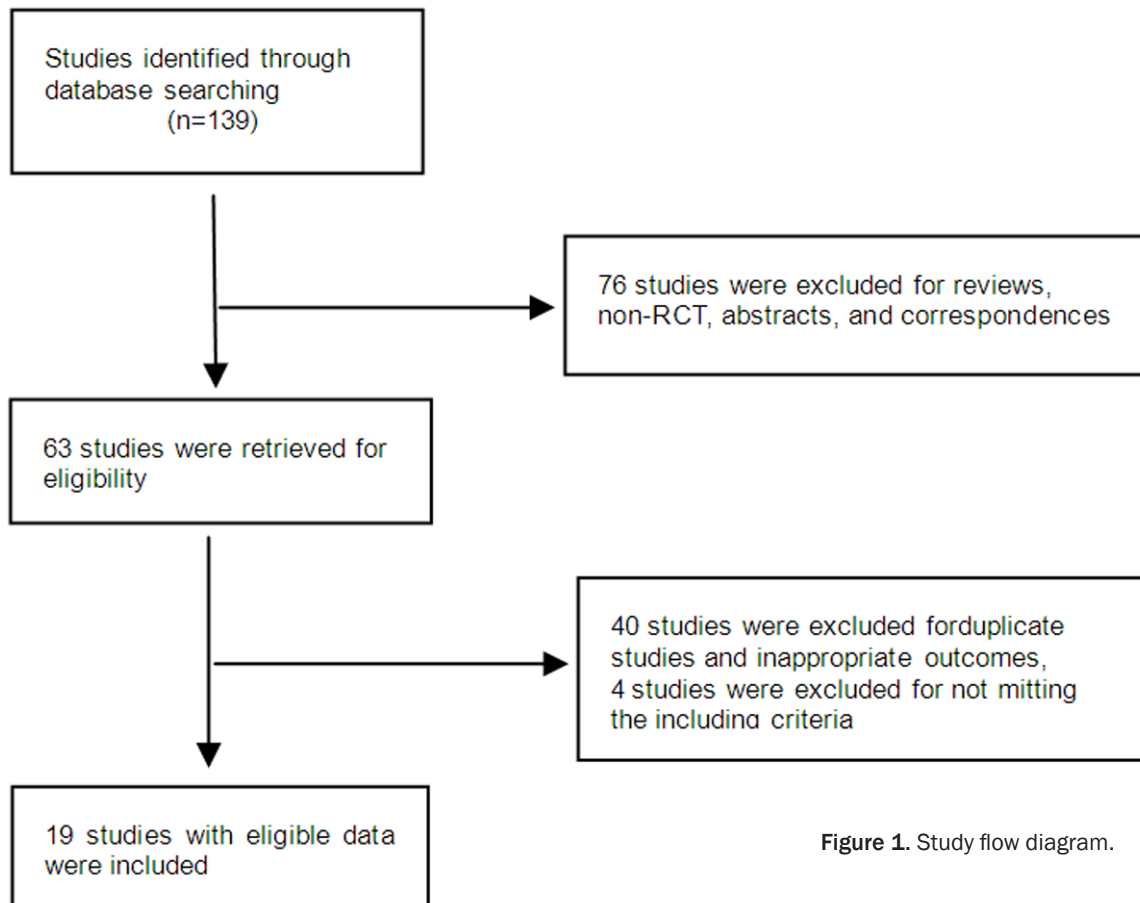 Studies identified through
database searching
(n=139)
76 studies were excluded for reviews,
non-RCT, abstracts, and correspondences
63 studies were retrieved for
eligibility
40 studies were excluded forduplicate
studies and inappropriate outcomes,
4 studies were excluded for not mitting
the including criteria
19 studies with eligible data
were included
Figure 1. Study flow diagram.